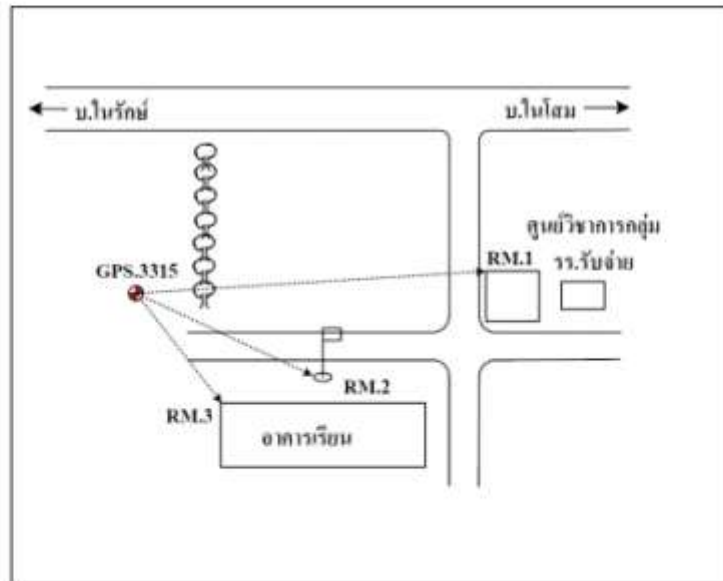 บ.ในรักษ์
บ.ในโสม
ศูนย์วิชาการกลุ่ม
รร.รับจ่าย
RM.1
GPS.3315
RM.2
RM.3
อาคารเรียน